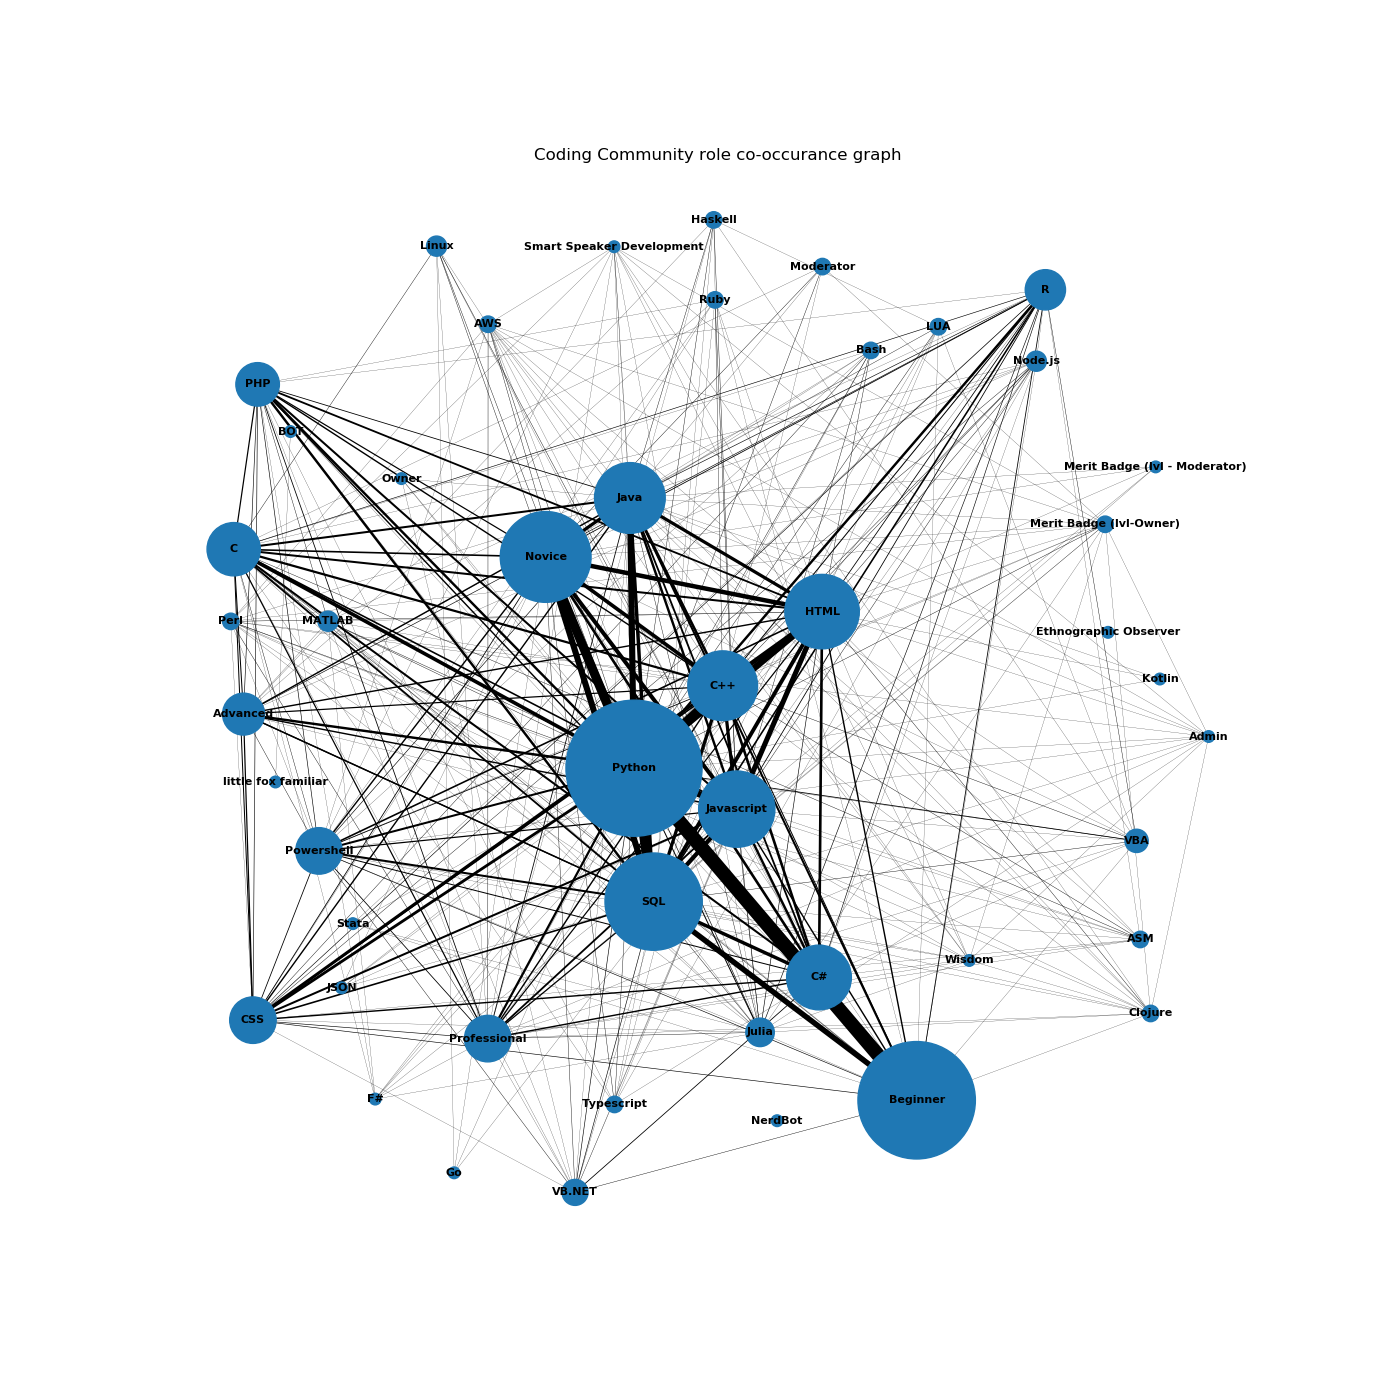 Coding Community role co-occurance graph
Haskell
Linux
Smart Speaker Development
Moderator
R
Ruby
AWS
LUA
Bash
Node.js
PHP
BOT
Merit Badge (lvl - Moderator)
Owner
Java
Merit Badge (lvl-Owner)
C
Novice
HTML
Perl
MATLAB
Ethnographic Observer
Kotlin
C++
Advanced
Admin
Python
little fox familiar
Javascript
VBA
Powershell
SQL
Stata
ASM
Wisdom
C#
JSON
Clojure
CSS
Julia
Professional
F#
Beginner
Typescript
NerdBot
Go
VB.NET